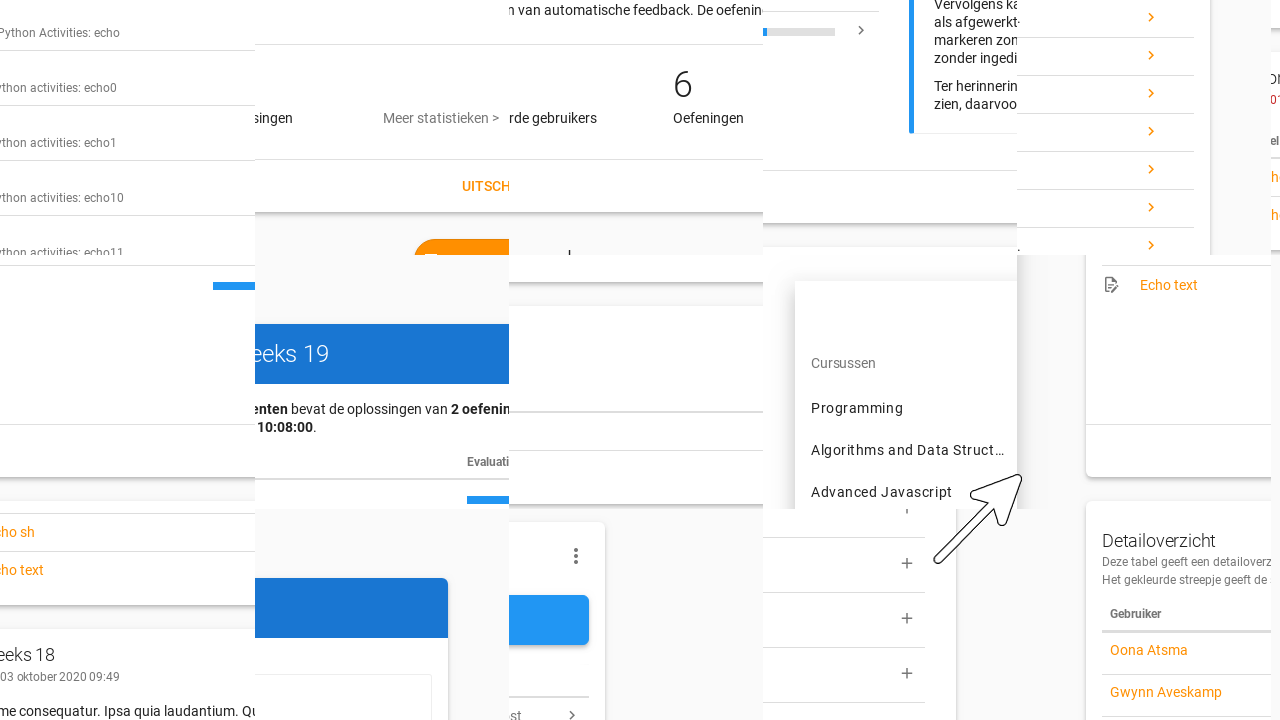 Python Activities: echo
ython activities: echo0
ython activities: echo1
ython activities: echo10
ython activities: echo11
singen
Meer statistieken >
UITSCH
van automatische feedback. De oefenin
6
rde gebruikers
Oefeningen
Vervolgens ka
als afgewerkt
markeren zon
zonder ingedi
Ter herinnerin
zien, daarvoo
eeks 19
enten bevat de oplossingen van 2 oefenin
10:08:00.
Evaluati
Cursussen
Programming
Algorithms and Data Struct…
Advanced Javascript
Echo text
cho sh
cho text
eeks 18
03 oktober 2020 09:49
me consequatur. Ipsa quia laudantium. Qu
est
Detailoverzicht
Deze tabel geeft een detailoverz
Het gekleurde streepje geeft de
Gebruiker
Oona Atsma
Gwynn Aveskamp